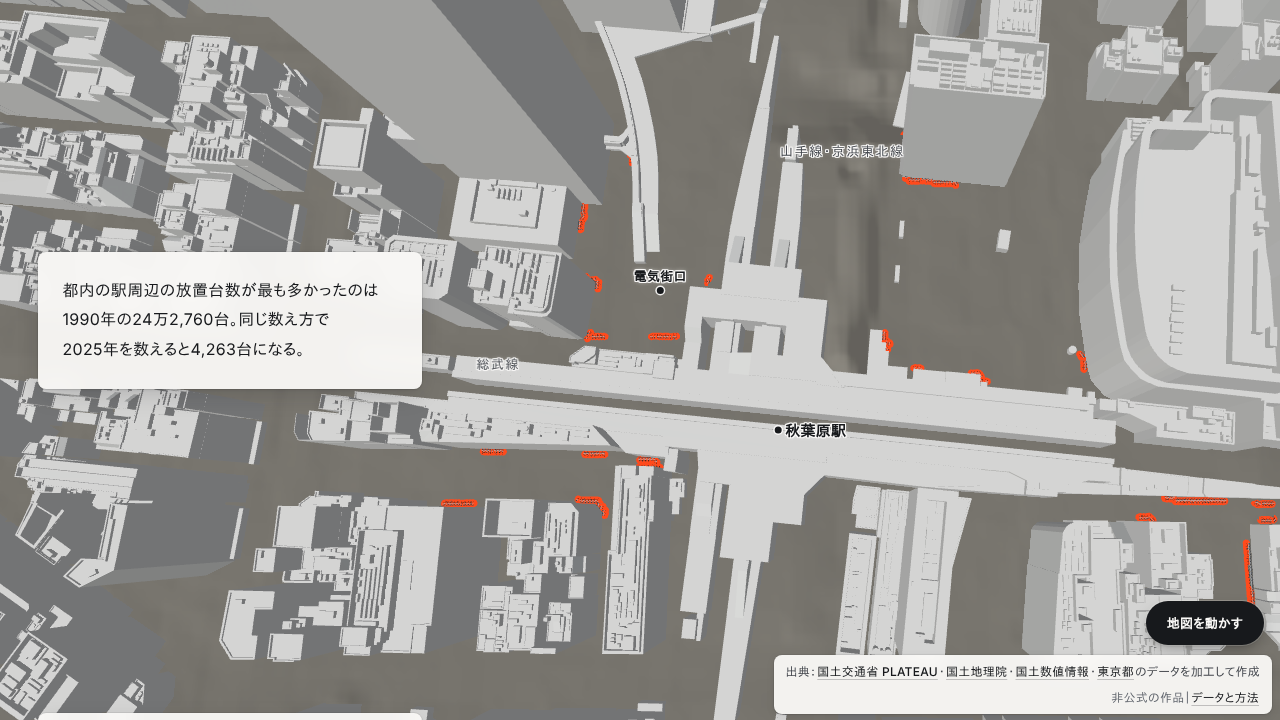 山手線・京浜東北線
電気街口
都内の駅周辺の放置台数が最も多かったのは
1990年の24万2,760台。同じ数え方で
2025年を数えると4,263台になる。
総武線
秋葉原駅
地図を動かす
出典：国土交通省 PLATEAU・国土地理院・国土数値情報・東京都のデータを加工して作成
非公式の作品 | データと方法